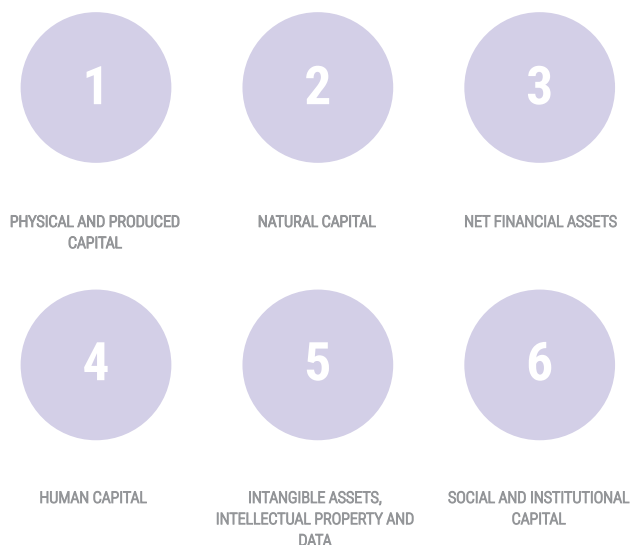 1
2
3
PHYSICAL AND PRODUCED
CAPITAL
NATURAL CAPITAL
NET FINANCIAL ASSETS
4
5
6
HUMAN CAPITAL
INTANGIBLE ASSETS,
INTELLECTUAL PROPERTY AND
DATA
SOCIAL AND INSTITUTIONAL
CAPITAL